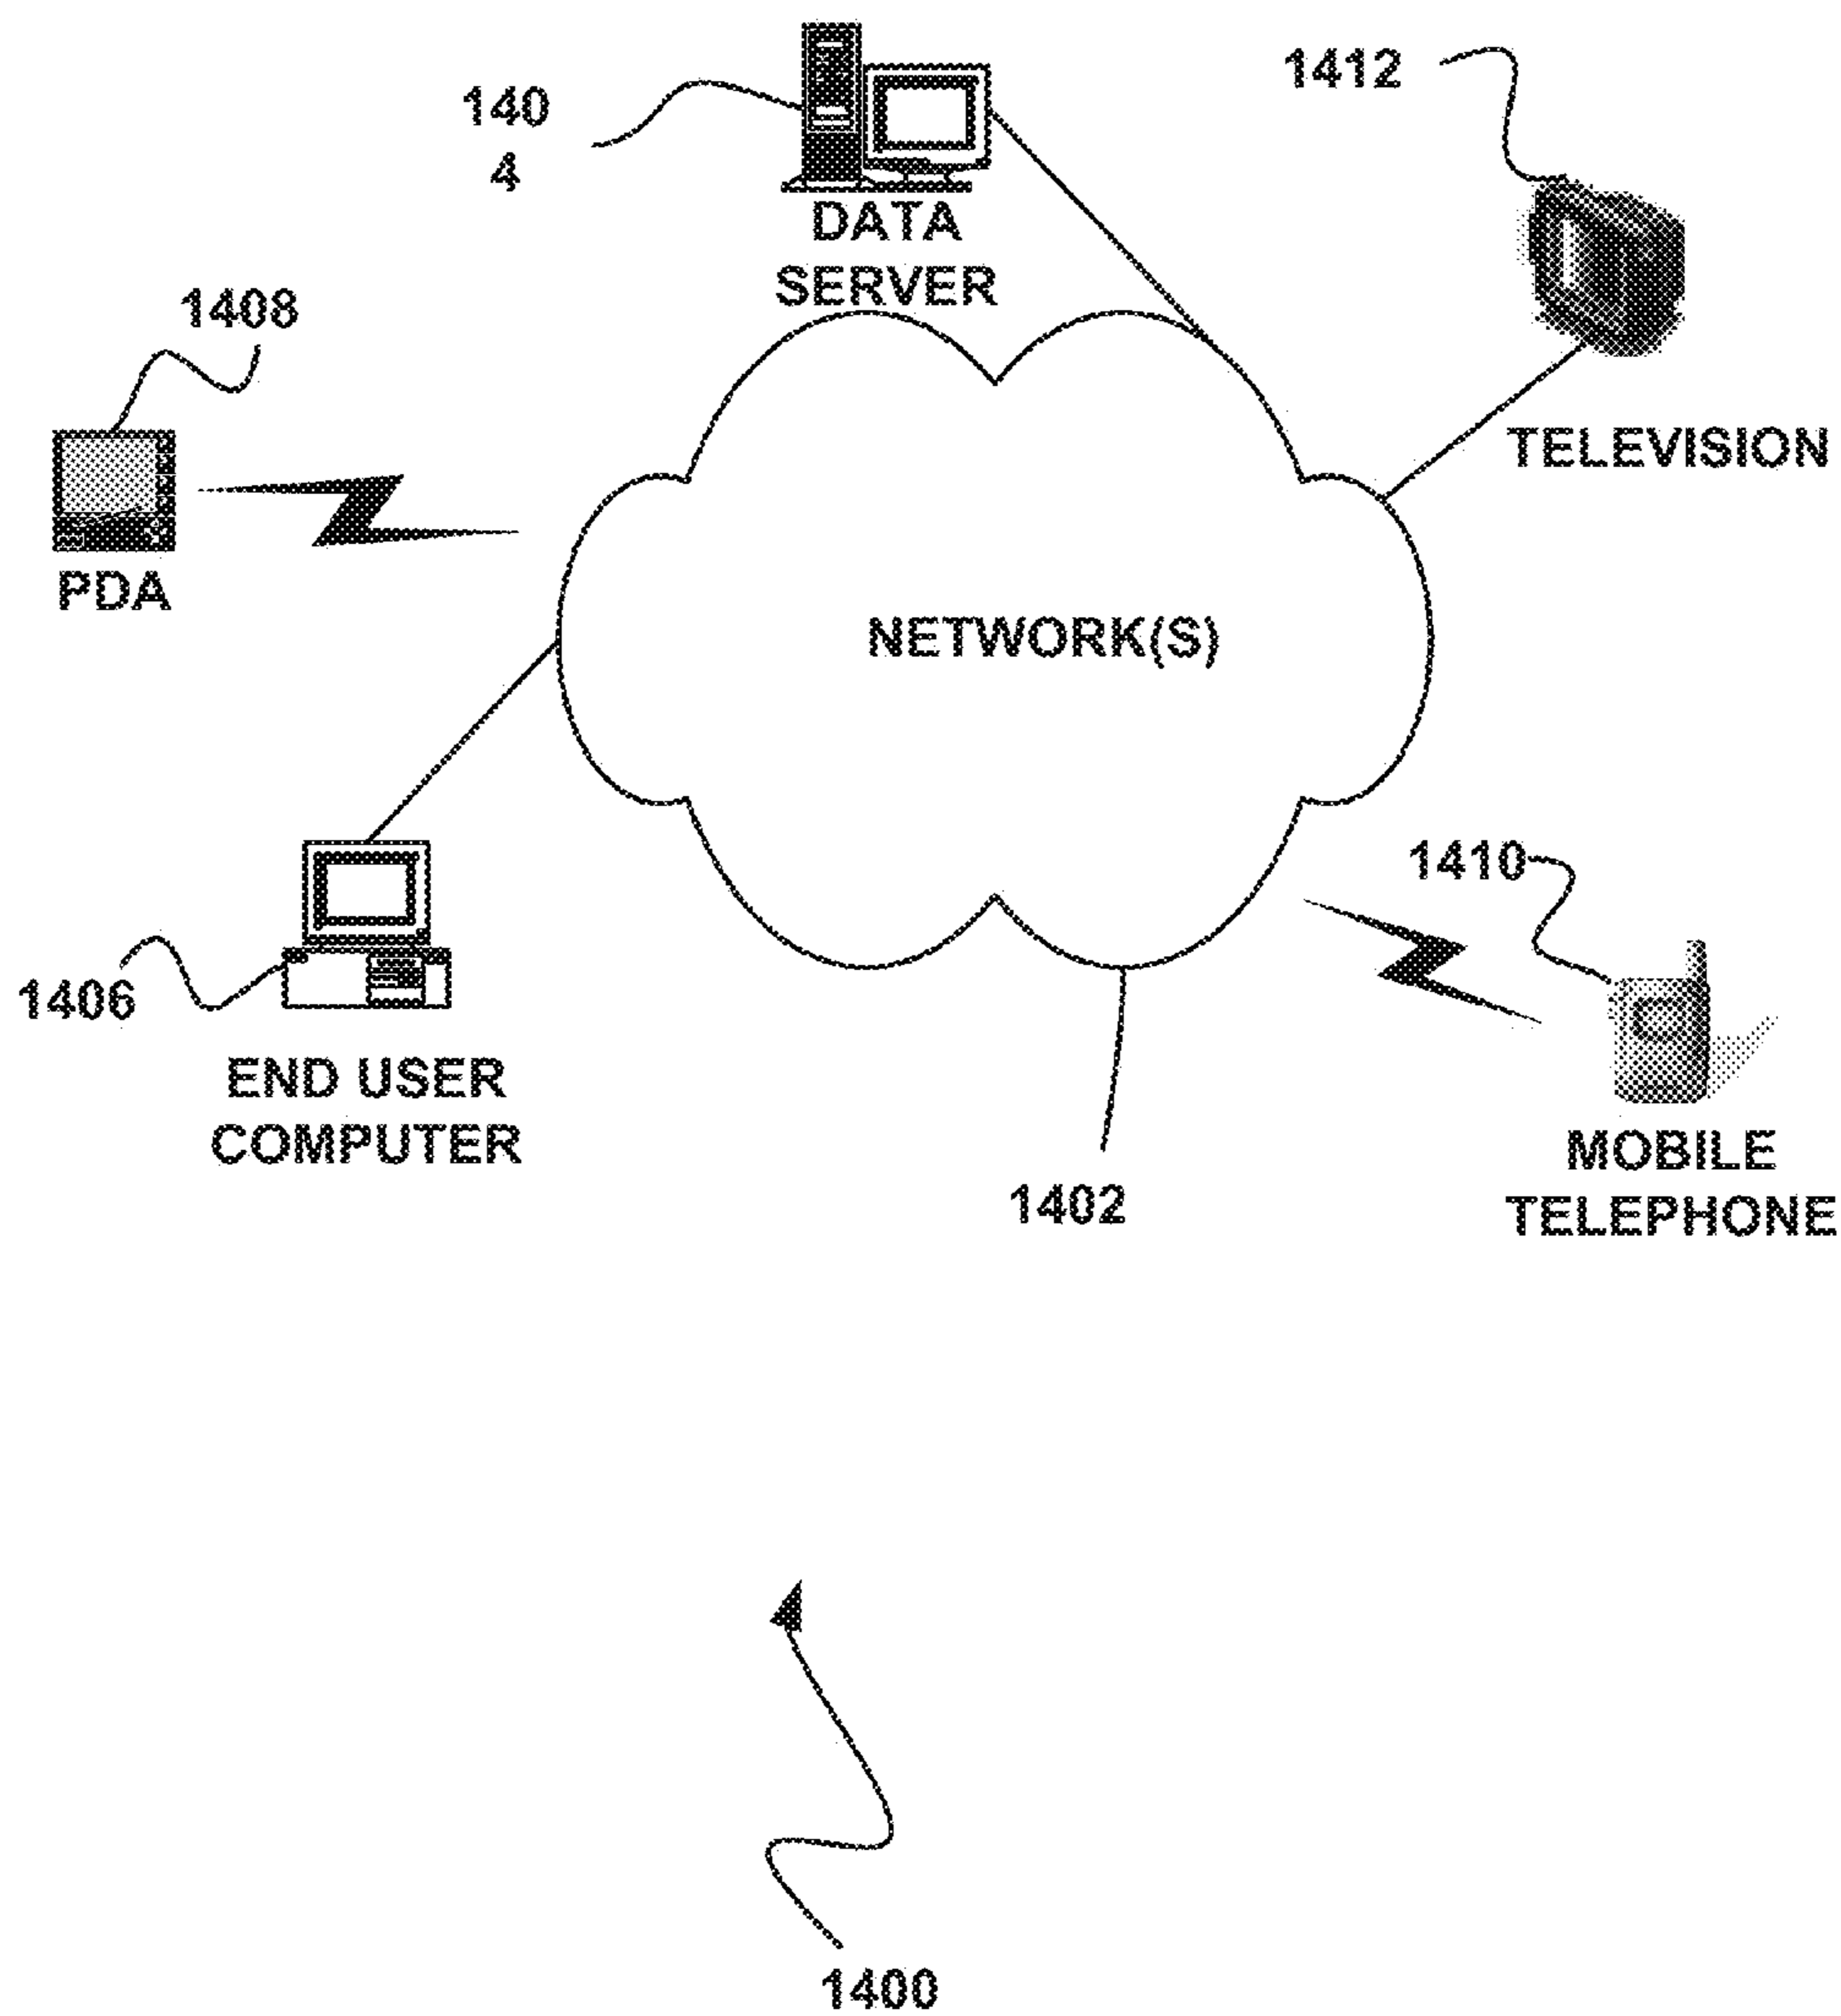 1412
140
4
DATA
SERVER
1408
TELEVISION
PDA
NETWORK(S)
1410
1406
END USER
COMPUTER
MOBILE
TELEPHONE
1402
1400